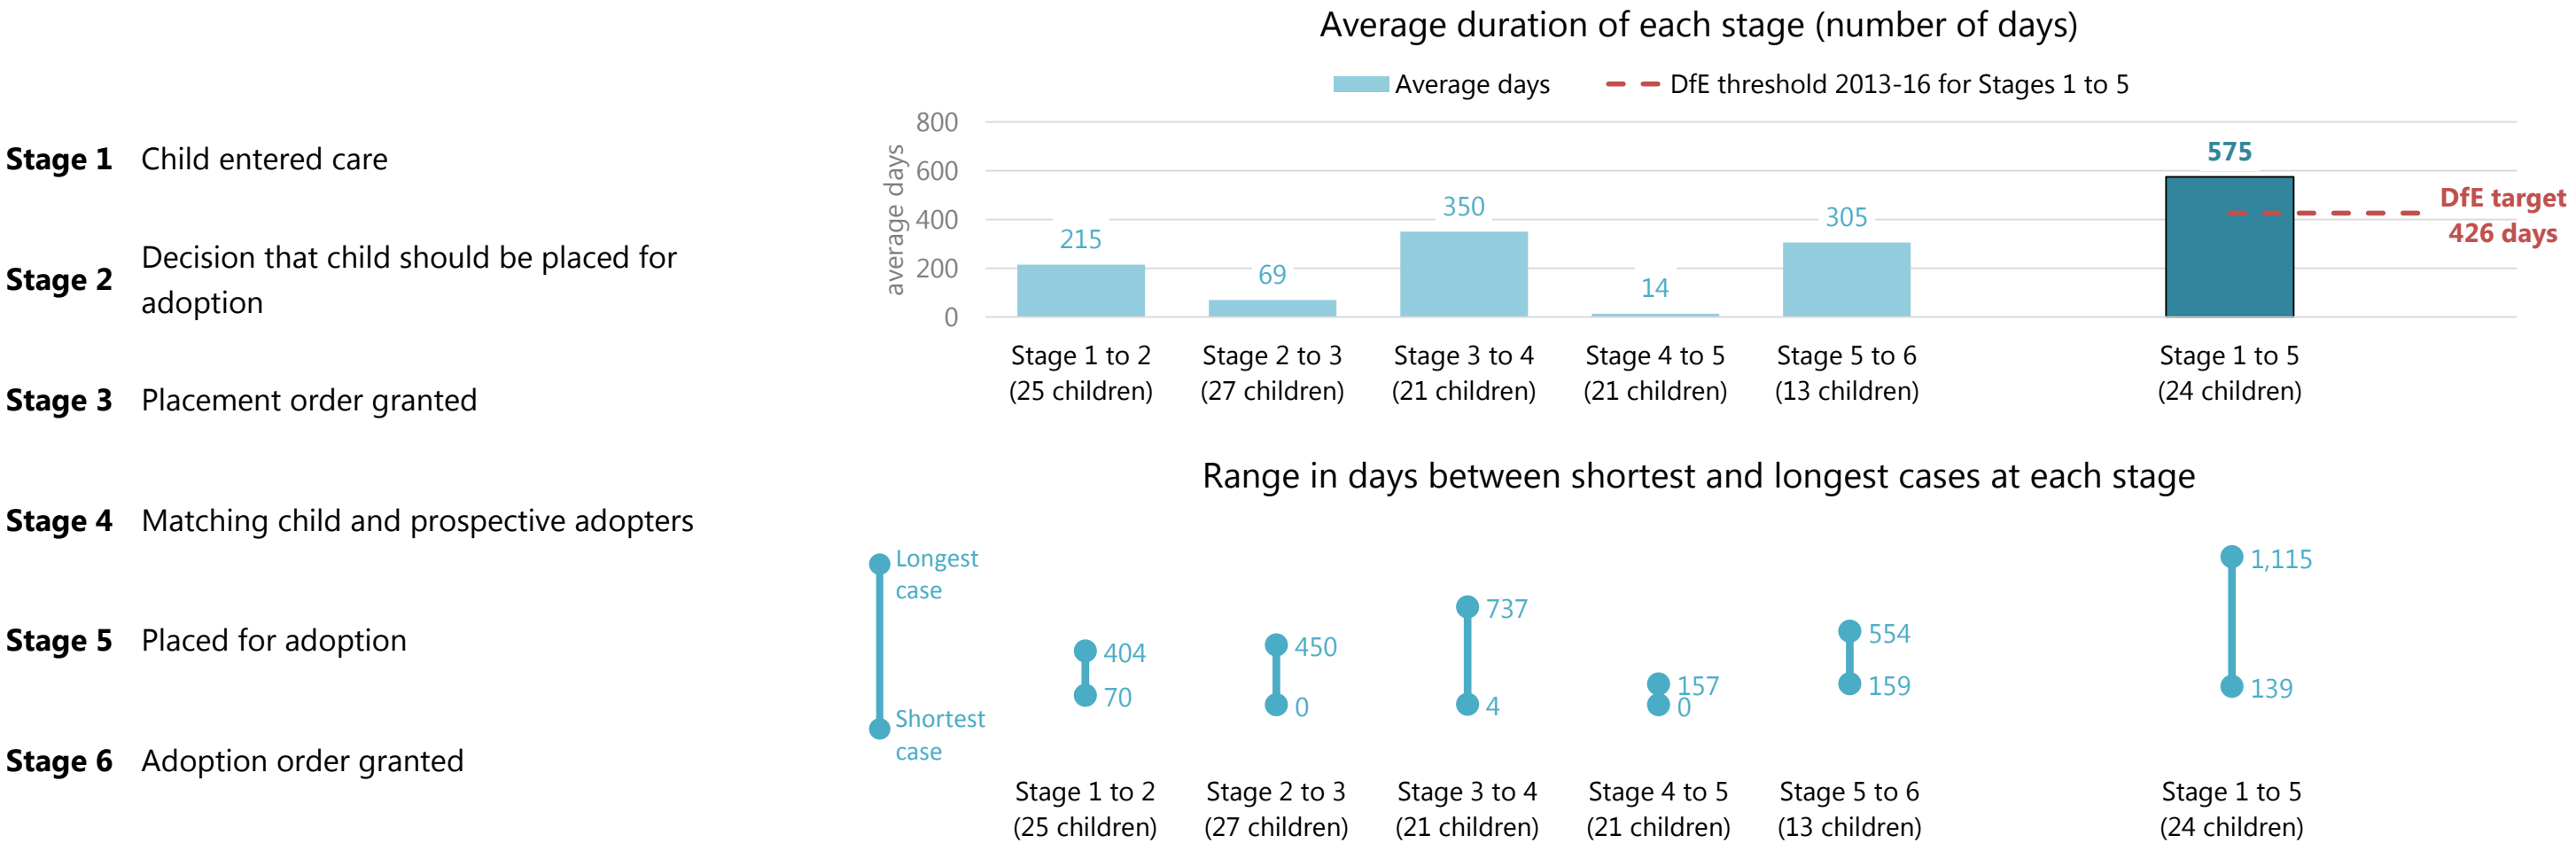 Stage 1 Child entered care
Stage 2 Decision that child should be placed for
adoption
Stage 3 Placement order granted
Stage 4 Matching child and prospective adopters
Stage 5 Placed for adoption
Stage 6 Adoption order granted
Average duration of each stage (number of days)
Average days DfE threshold 2013-16 for Stages 1 to 5
average days
800
600
400
200
0
215
69
350
14
305
575
DfE target
426 days
Stage 1 to 2
(25 children)
Stage 2 to 3
(27 children)
Stage 3 to 4
(21 children)
Stage 4 to 5
(21 children)
Stage 5 to 6
(13 children)
Stage 1 to 5
(24 children)
Range in days between shortest and longest cases at each stage
Longest
case
Shortest
case
404
70
450
0
737
4
157
0
554
159
1,115
139
Stage 1 to 2
(25 children)
Stage 2 to 3
(27 children)
Stage 3 to 4
(21 children)
Stage 4 to 5
(21 children)
Stage 5 to 6
(13 children)
Stage 1 to 5
(24 children)